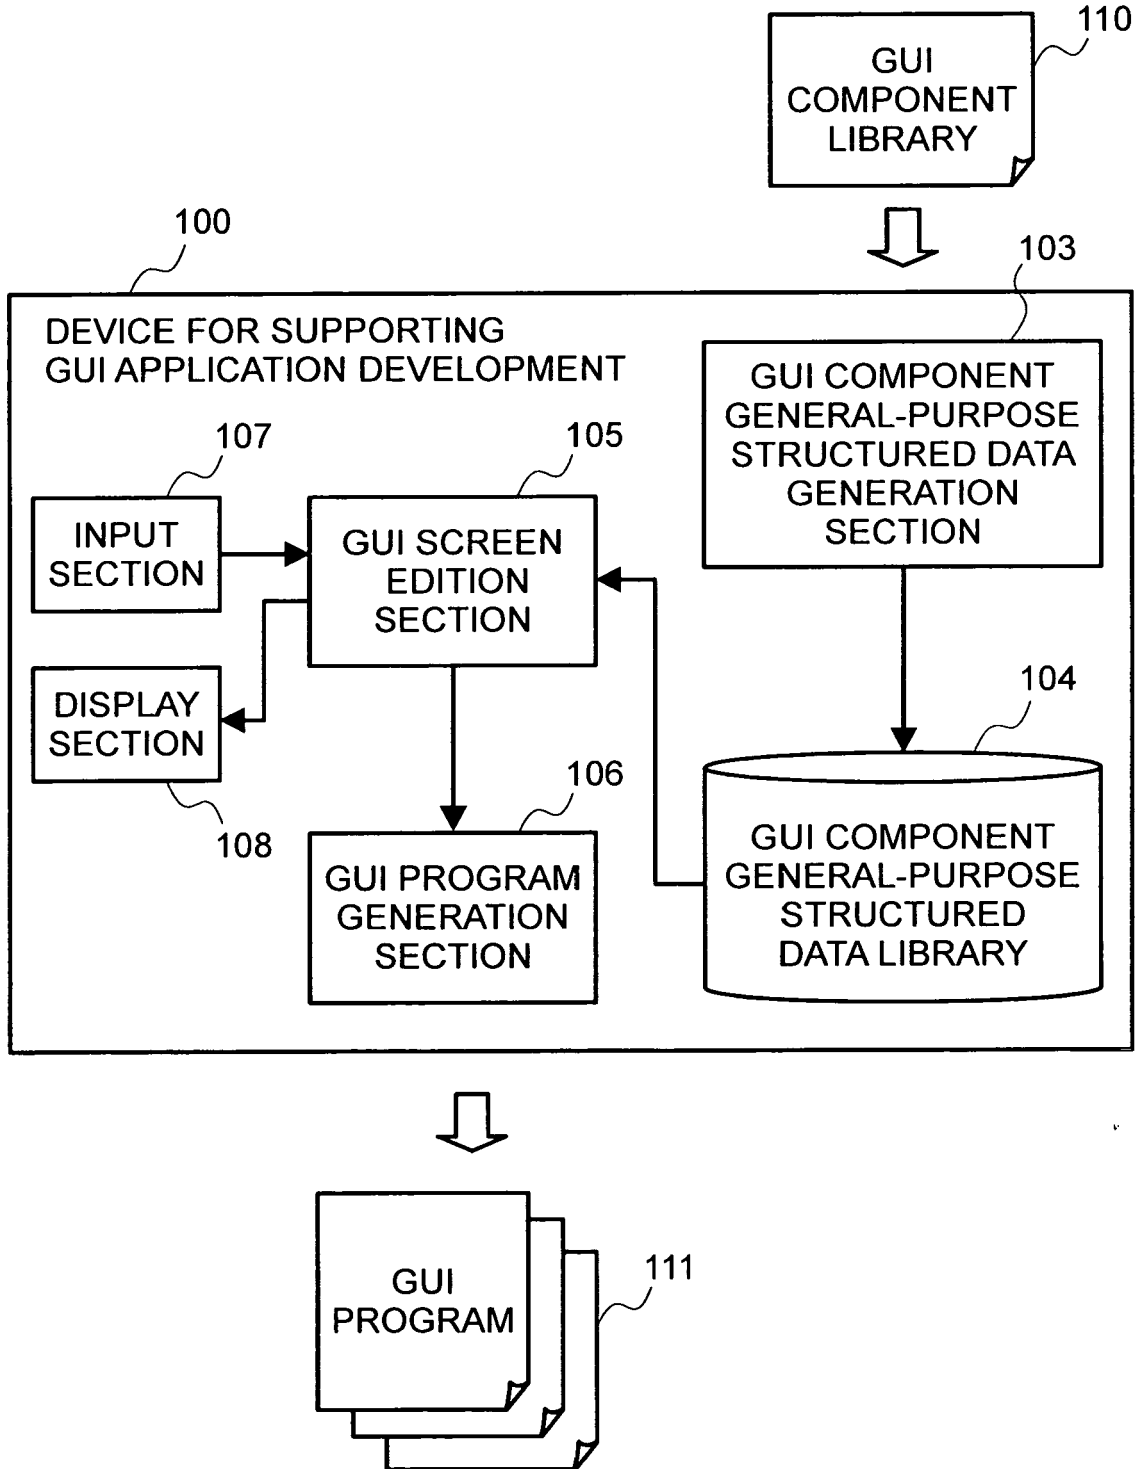 110
GUI
COMPONENT
LIBRARY
100
103
DEVICE FOR SUPPORTING
GUI APPLICATION DEVELOPMENT
GUI COMPONENT
GENERAL-PURPOSE
STRUCTURED DATA
GENERATION
SECTION
107
105
INPUT
SECTION
GUI SCREEN
EDITION
SECTION
DISPLAY
SECTION
108
104
106
GUI PROGRAM
GENERATION
SECTION
GUI COMPONENT
GENERAL-PURPOSE
STRUCTURED
DATA LIBRARY
GUI
PROGRAM
111